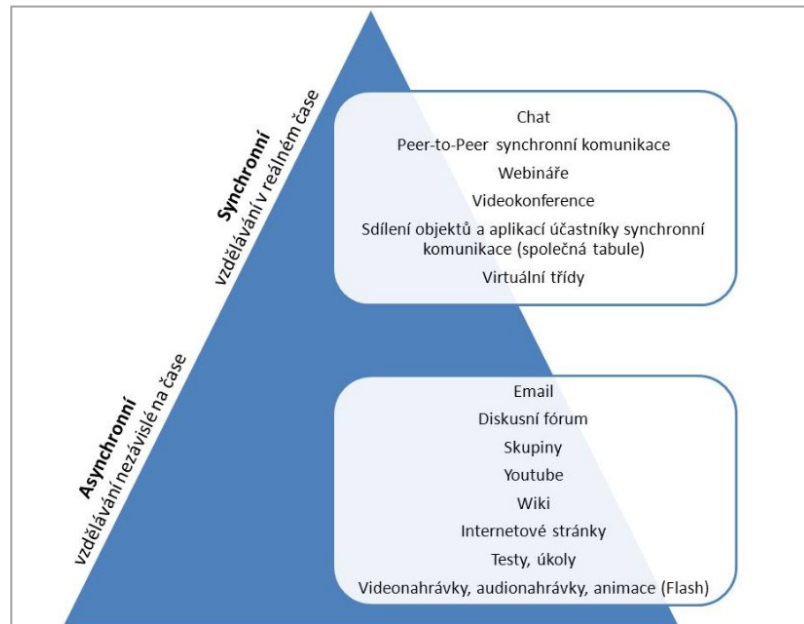 Synchronní
vzdělávání v reálném čase
Chat
Peer-to-Peer synchronní komunikace
Webináře
Videokonference
Sdílení objektů a aplikací účastníky synchronní
komunikace (společná tabule)
Virtuální třídy
Asynchronní
vzdělávání nezávislé na čase
Email
Diskusní fórum
Skupiny
Youtube
Wiki
Internetové stránky
Testy, úkoly
Videonahrávky, audionahrávky, animace (Flash)